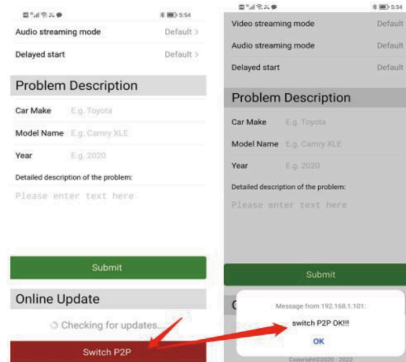 5:54
Audio streaming mode Default >
Delayed start Default >
Problem Description
Car Make E.g. Toyota
Model Name E.g. Camry XLE
Year E.g. 2020
Detailed description of the problem:
Please enter text here
Submit
Online Update
Checking for updates...
Switch P2P
5:34
Video streaming mode Default
Audio streaming mode Default
Delayed start Default
Problem Description
Car Make E.g. Toyota
Model Name E.g. Camry XLE
Year E.g. 2020
Detailed description of the problem:
Please enter text here
Submit
Message from 192.168.1.101:
switch P2P OK!!!
OK
Copyright©2020 - 2022